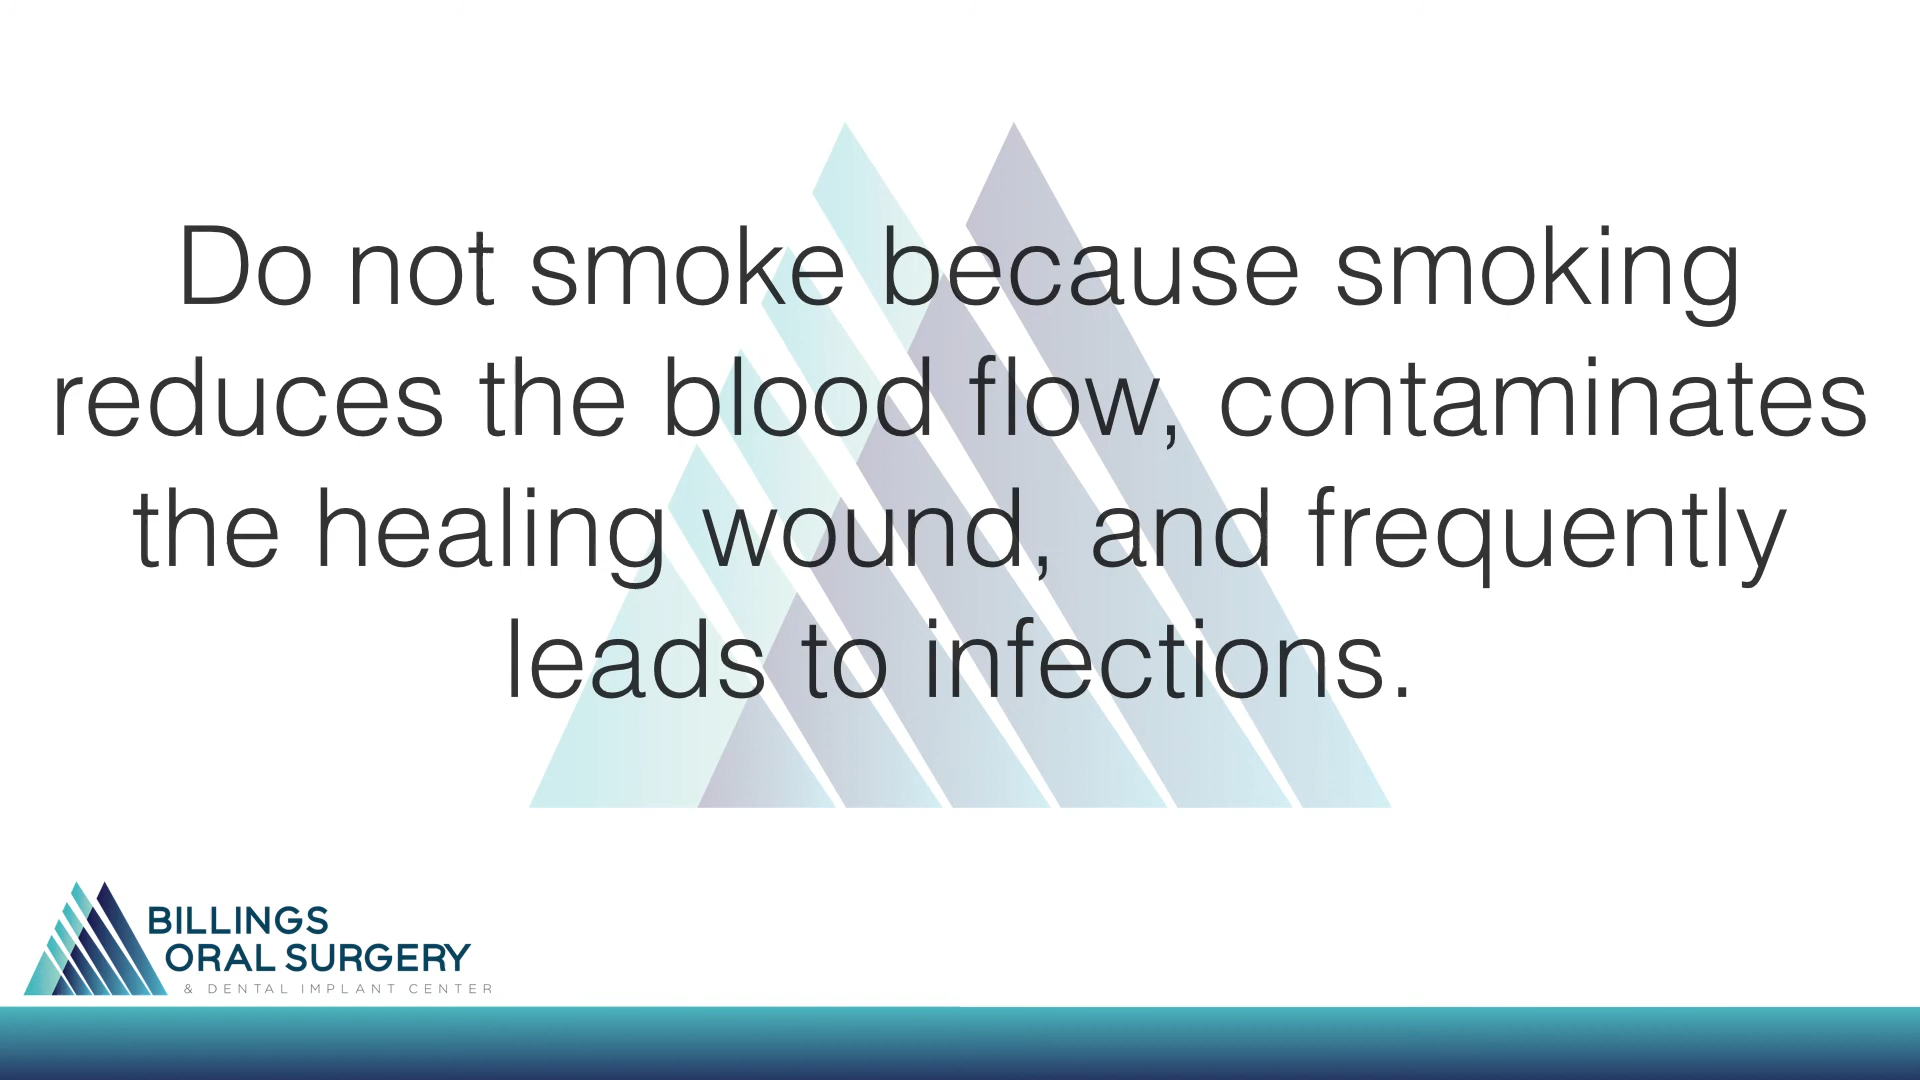 Do not smoke because smoking
reduces the blood flow, contaminates
the healing wound, and frequently
leads to infections.
BILLINGS
ORAL SURGERY
& DENTAL IMPLANT CENTER